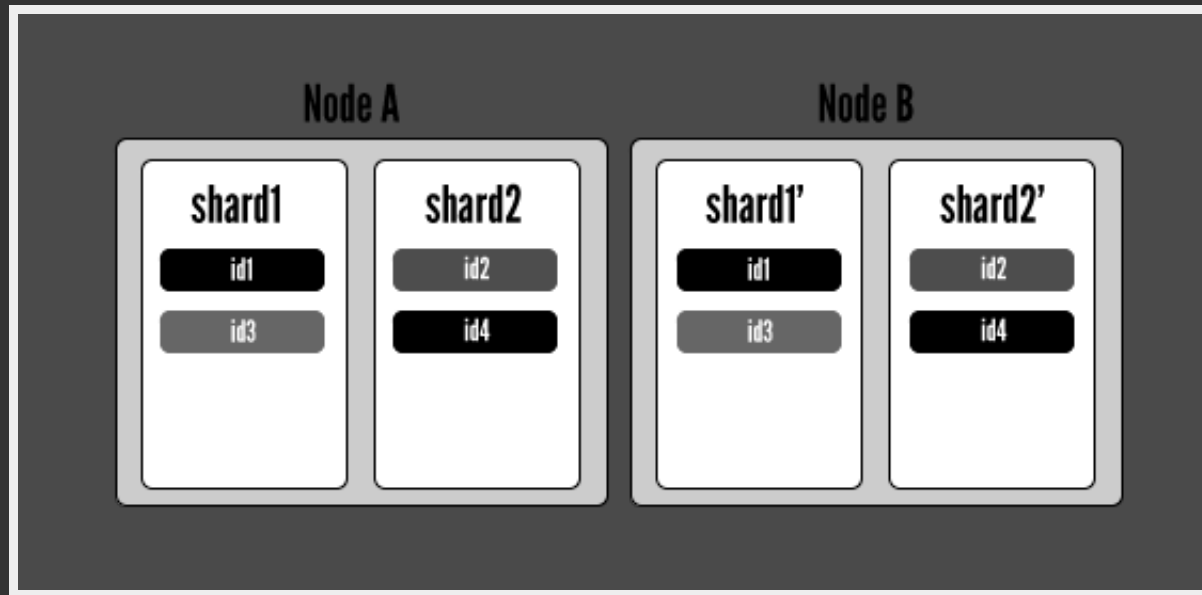 Node A
shard1
id1
id3
shard2
id2
id4
Node B
shard1’
id1
id3
shard2’
id2
id4